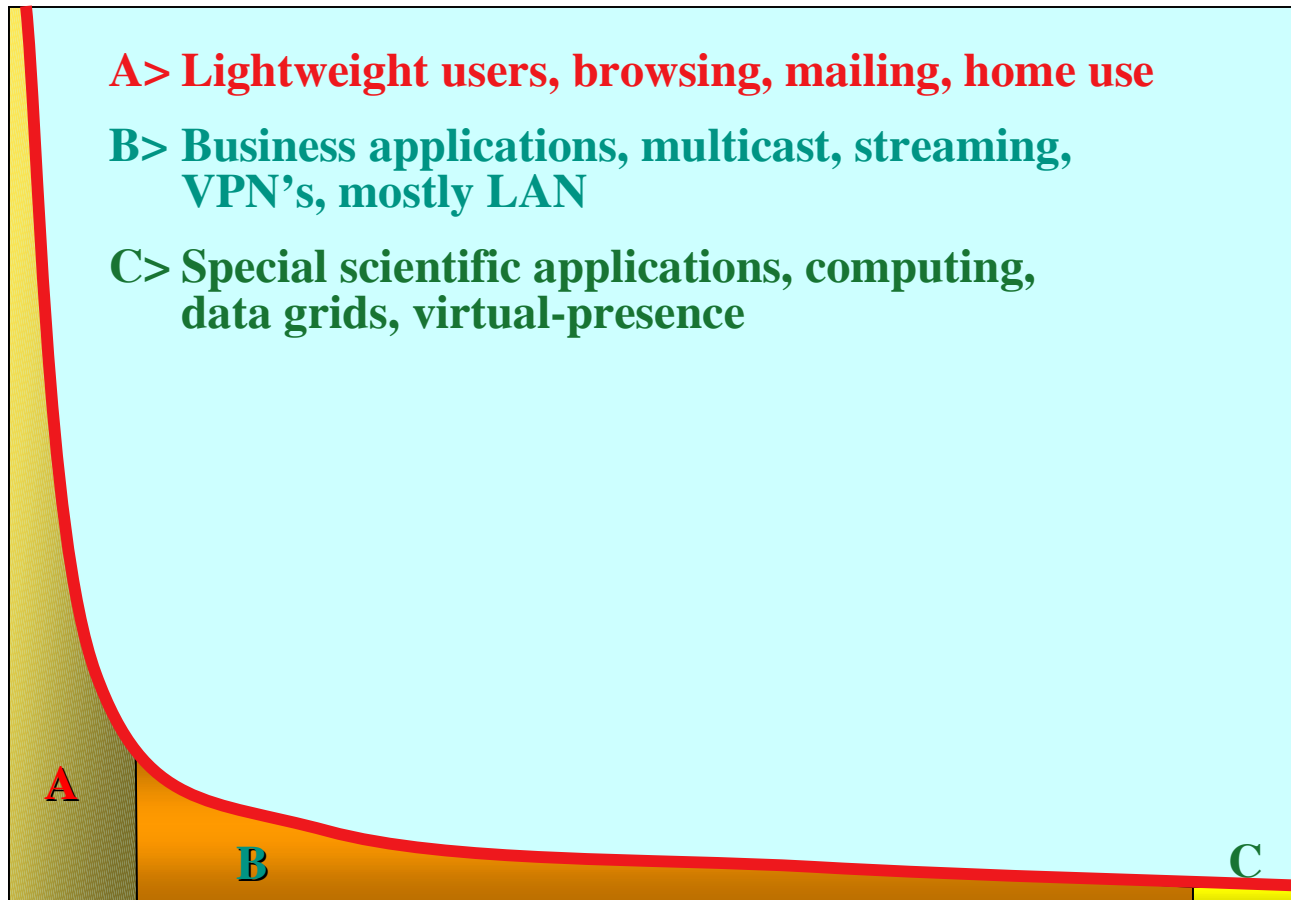 A> Lightweight users, browsing, mailing, home use
B> Business applications, multicast, streaming,
VPN’s, mostly LAN
C> Special scientific applications, computing,
data grids, virtual-presence
A
B
C